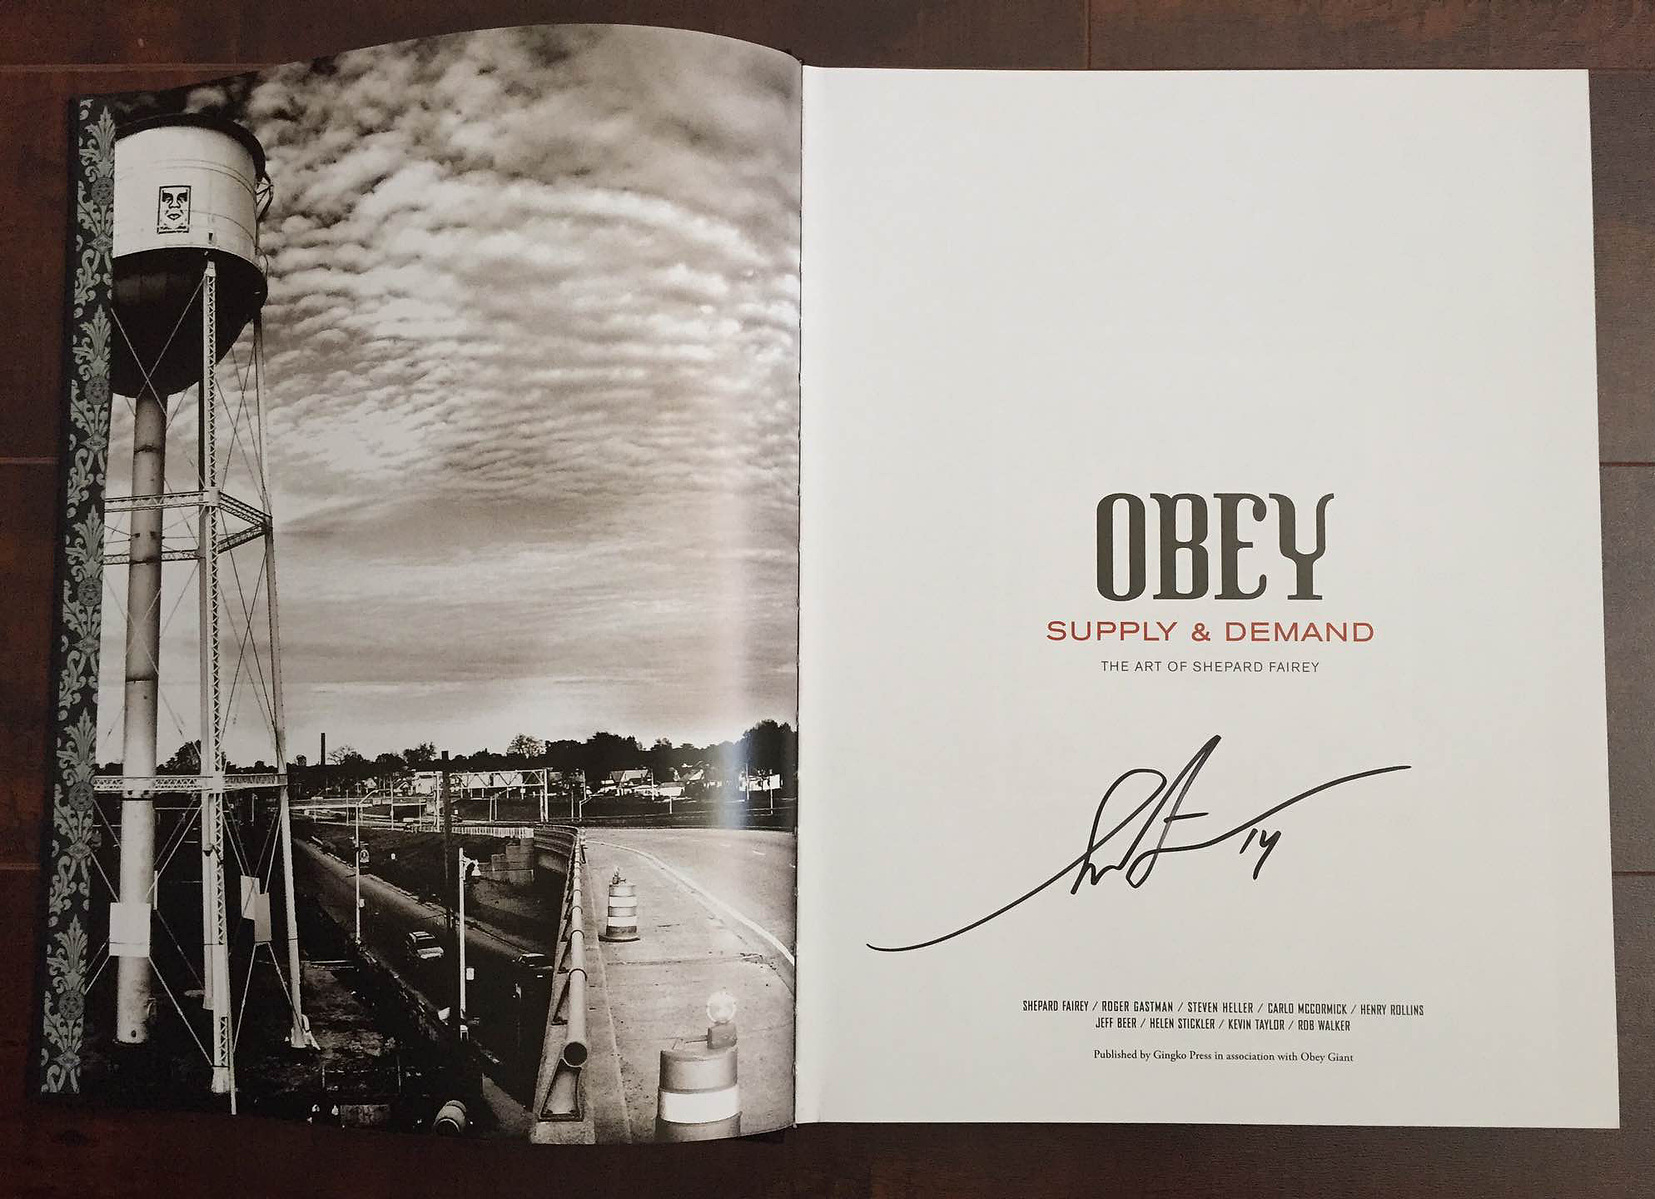 OBEY
SUPPLY & DEMAND
THE ART OF SHEPARD FAIREY
14
SHEPARD FAIREY / ROGER GASTMAN / STEVEN HELLER / CARLO MCCORMICK / HENRY ROLLINS
JEFF BEER / HELEN STICKLER / KEVIN TAYLOR / ROB WALKER
Published by Gingko Press in association with Obey Giant